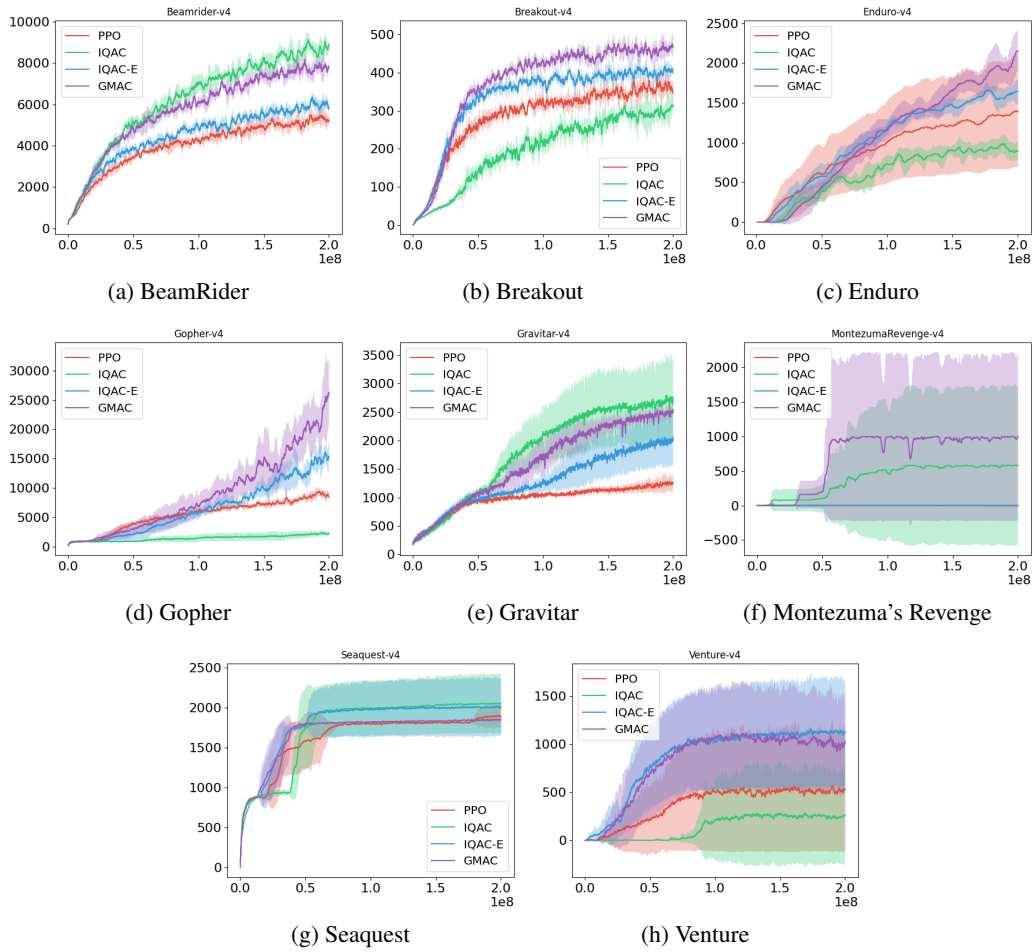 Beamrider-v4
10000
8000
6000
4000
2000
0
PPO
IQAC
IQAC-E
GMAC
0.0 0.5 1.0 1.5 2.0
1e8
(a) BeamRider
Breakout-v4
500
400
300
200
100
0
PPO
IQAC
IQAC-E
GMAC
0.0 0.5 1.0 1.5 2.0
1e8
(b) Breakout
Enduro-v4
2500
2000
1500
1000
500
0
PPO
IQAC
IQAC-E
GMAC
0.0 0.5 1.0 1.5 2.0
1e8
(c) Enduro
Gopher-v4
30000
25000
20000
15000
10000
5000
0
PPO
IQAC
IQAC-E
GMAC
0.0 0.5 1.0 1.5 2.0
1e8
(d) Gopher
Gravitar-v4
3500
3000
2500
2000
1500
1000
500
0
PPO
IQAC
IQAC-E
GMAC
0.0 0.5 1.0 1.5 2.0
1e8
(e) Gravitar
MontezumaRevenge-v4
2000
1500
1000
500
0
−500
PPO
IQAC
IQAC-E
GMAC
0.0 0.5 1.0 1.5 2.0
1e8
(f) Montezuma's Revenge
Seaquest-v4
2500
2000
1500
1000
500
0
PPO
IQAC
IQAC-E
GMAC
0.0 0.5 1.0 1.5 2.0
1e8
(g) Seaquest
Venture-v4
1500
1000
500
0
PPO
IQAC
IQAC-E
GMAC
0.0 0.5 1.0 1.5 2.0
1e8
(h) Venture